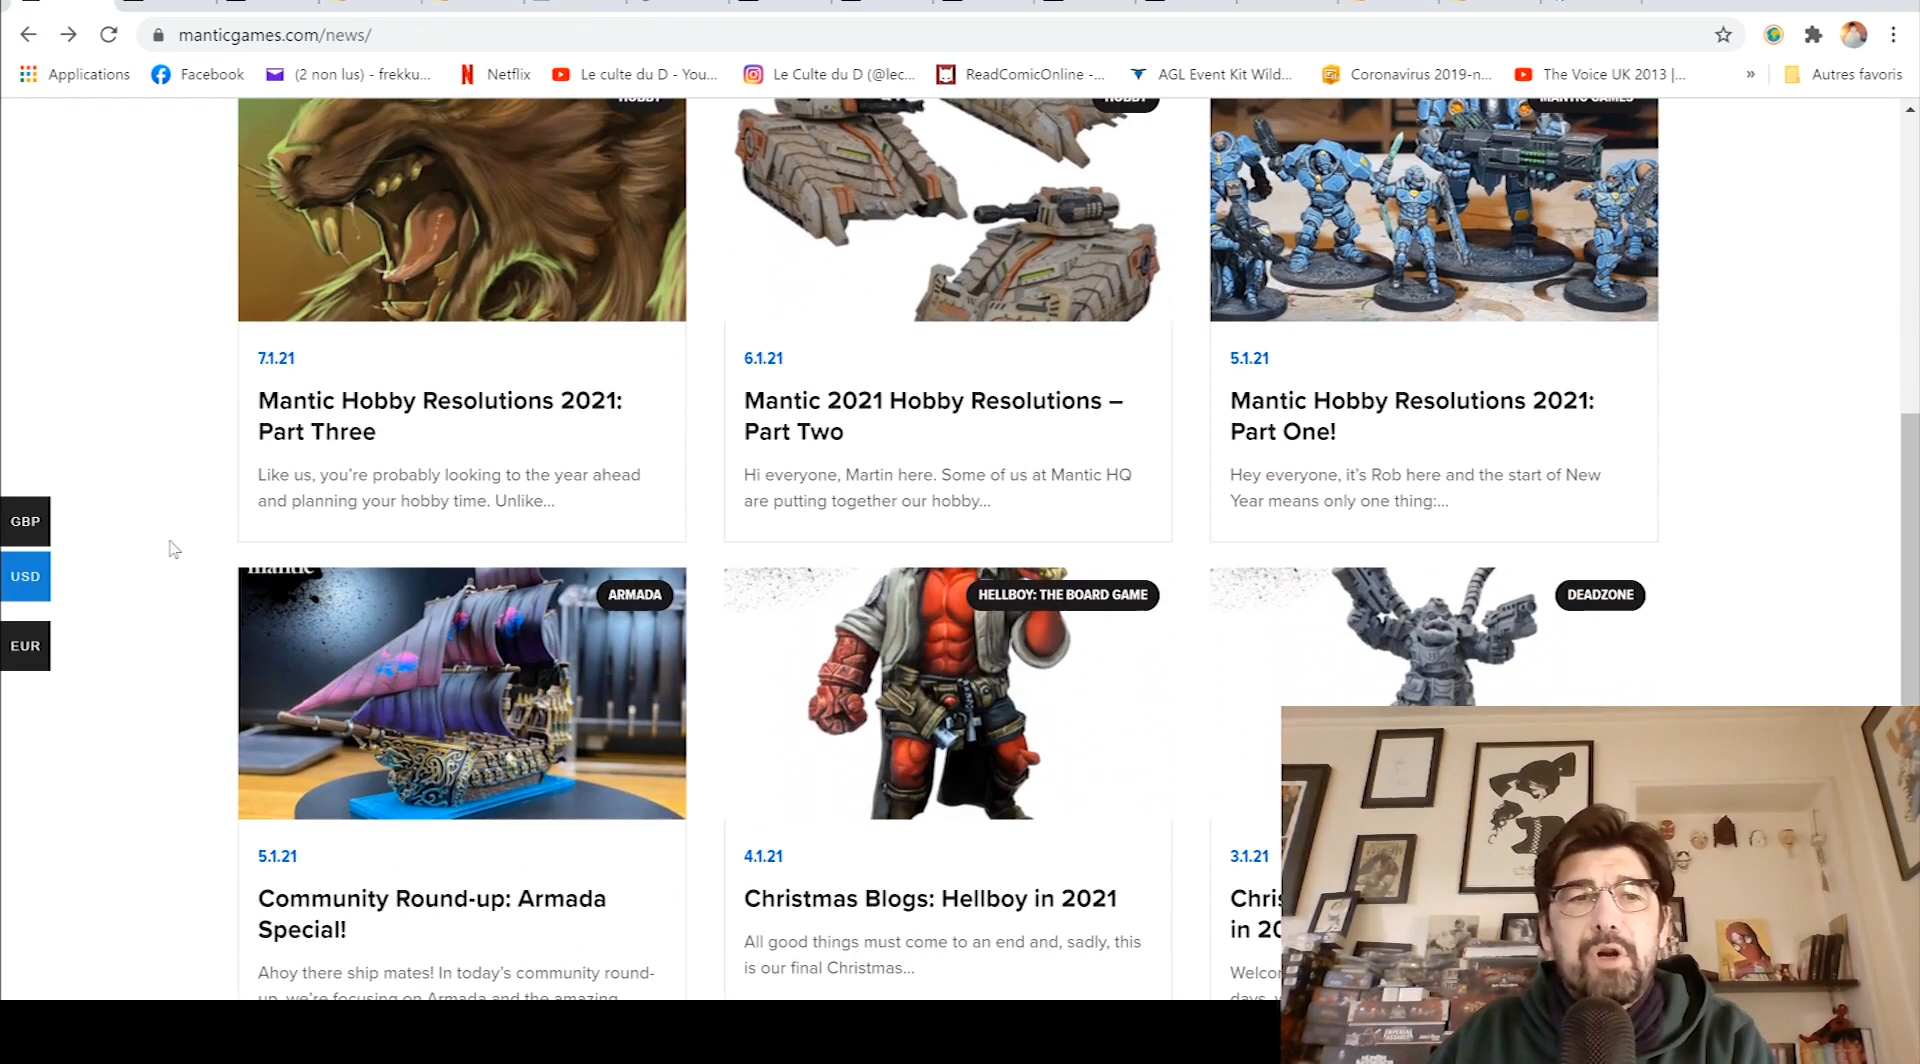 manticgames.com/news/
Applications Facebook (2 non lus) – frekku... Netflix Le culte du D - You... Le Culte du D (@lec... ReadComicOnline -... AGL Event Kit Wild... Coronavirus 2019-n... The Voice UK 2013 |... » Autres favoris
HOBBY
HOBBY
MANTIC GAMES
7.1.21
Mantic Hobby Resolutions 2021:
Part Three
Like us, you're probably looking to the year ahead
and planning your hobby time. Unlike...
6.1.21
Mantic 2021 Hobby Resolutions –
Part Two
Hi everyone, Martin here. Some of us at Mantic HQ
are putting together our hobby...
5.1.21
Mantic Hobby Resolutions 2021:
Part One!
Hey everyone, it's Rob here and the start of New
Year means only one thing:...
GBP
USD
EUR
mantic
ARMADA
5.1.21
Community Round-up: Armada
Special!
Ahoy there ship mates! In today's community round-
up, we're focusing on Armada and the amazing
HELLBOY: THE BOARD GAME
4.1.21
Christmas Blogs: Hellboy in 2021
All good things must come to an end and, sadly, this
is our final Christmas...
DEADZONE
3.1.21
Chris
in 20
Welco
days,